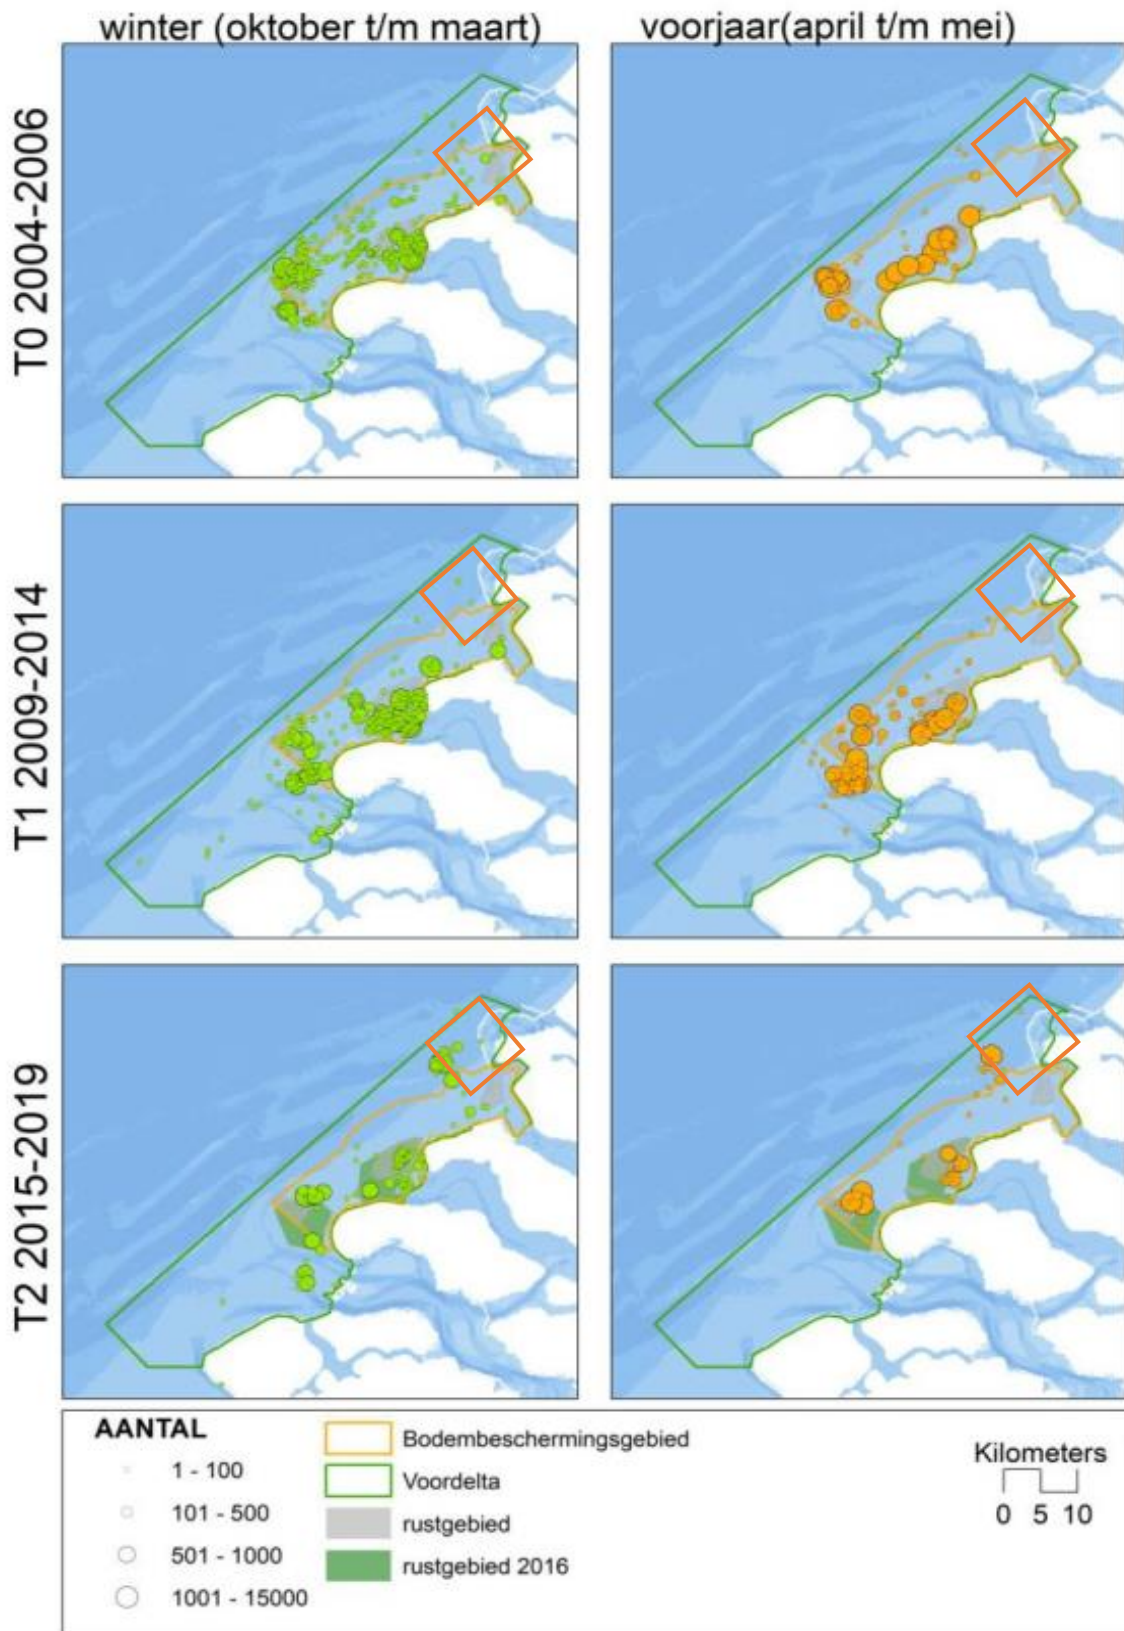 winter (oktober t/m maart)
voorjaar(april t/m mei)
T0 2004-2006
T1 2009-2014
T2 2015-2019
AANTAL
1 - 100
101 - 500
501 - 1000
1001 - 15000
Bodembeschermingsgebied
Voordelta
rustgebied
rustgebied 2016
Kilometers
0 5 10